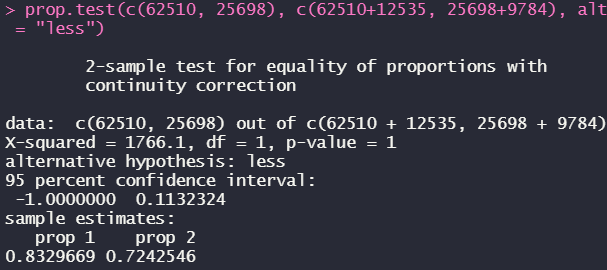 > prop.test(c(62510, 25698), c(62510+12535, 25698+9784), alt
 = "less")
        2-sample test for equality of proportions with
        continuity correction
data:  c(62510, 25698) out of c(62510 + 12535, 25698 + 9784)
X-squared = 1766.1, df = 1, p-value = 1
alternative hypothesis: less
95 percent confidence interval:
 -1.0000000  0.1132324
sample estimates:
   prop 1    prop 2
0.8329669 0.7242546